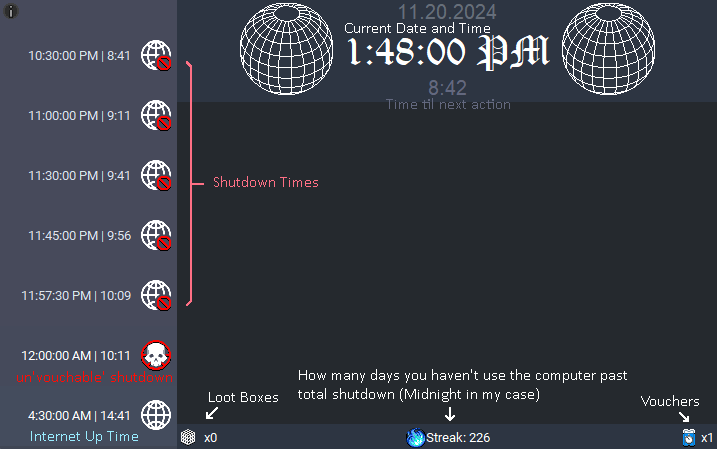 11.20.2024
Current Date and Time
1:48:00 PM
8:42
Time til next action
10:30:00 PM | 8:41
11:00:00 PM | 9:11
11:30:00 PM | 9:41
Shutdown Times
11:45:00 PM | 9:56
11:57:30 PM | 10:09
12:00:00 AM | 10:11
untouchable shutdown
4:30:00 AM | 14:41
Internet Up Time
How many days you haven't use the computer past
total shutdown (Midnight in my case)
Loot Boxes
Vouchers
x0
Streak: 226
x1